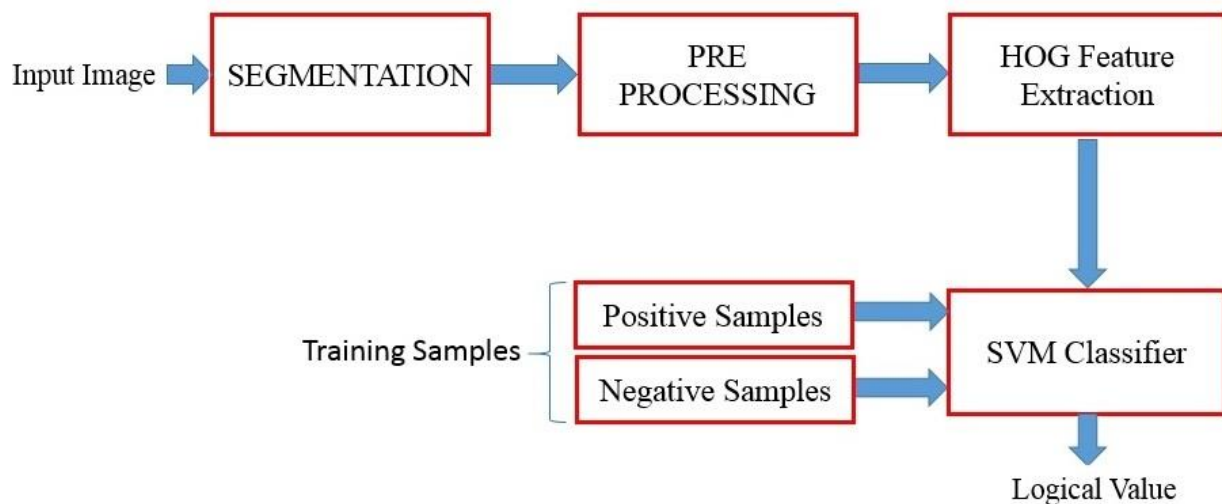 Input Image
SEGMENTATION
PRE
PROCESSING
HOG Feature
Extraction
Training Samples
Positive Samples
Negative Samples
SVM Classifier
Logical Value